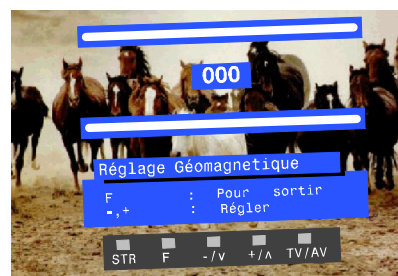 000
Réglage Géomagnetique
F : Pour sortir
-,+ : Régler
STR F -/v +/ʌ TV/AV